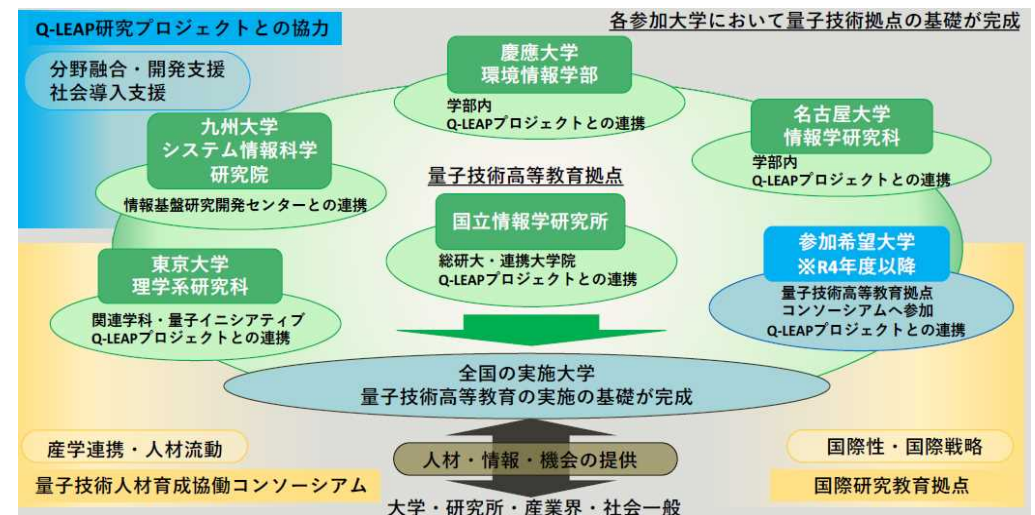 Q-LEAP研究プロジェクトとの協力
各参加大学において量子技術拠点の基礎が完成
分野融合・開発支援
社会導入支援
慶應大学
環境情報学部
学部内
Q-LEAPプロジェクトとの連携
九州大学
システム情報科学
研究院
情報基盤研究開発センターとの連携
名古屋大学
情報学研究科
学部内
Q-LEAPプロジェクトとの連携
量子技術高等教育拠点
国立情報学研究所
総研大・連携大学院
Q-LEAPプロジェクトとの連携
東京大学
理学系研究科
関連学科・量子イニシアティブ
Q-LEAPプロジェクトとの連携
参加希望大学
※R4年度以降
量子技術高等教育拠点
コンソーシアムへ参加
Q-LEAPプロジェクトとの連携
全国の実施大学
量子技術高等教育の実施の基礎が完成
産学連携・人材流動
量子技術人材育成協働コンソーシアム
人材・情報・機会の提供
大学・研究所・産業界・社会一般
国際性・国際戦略
国際研究教育拠点